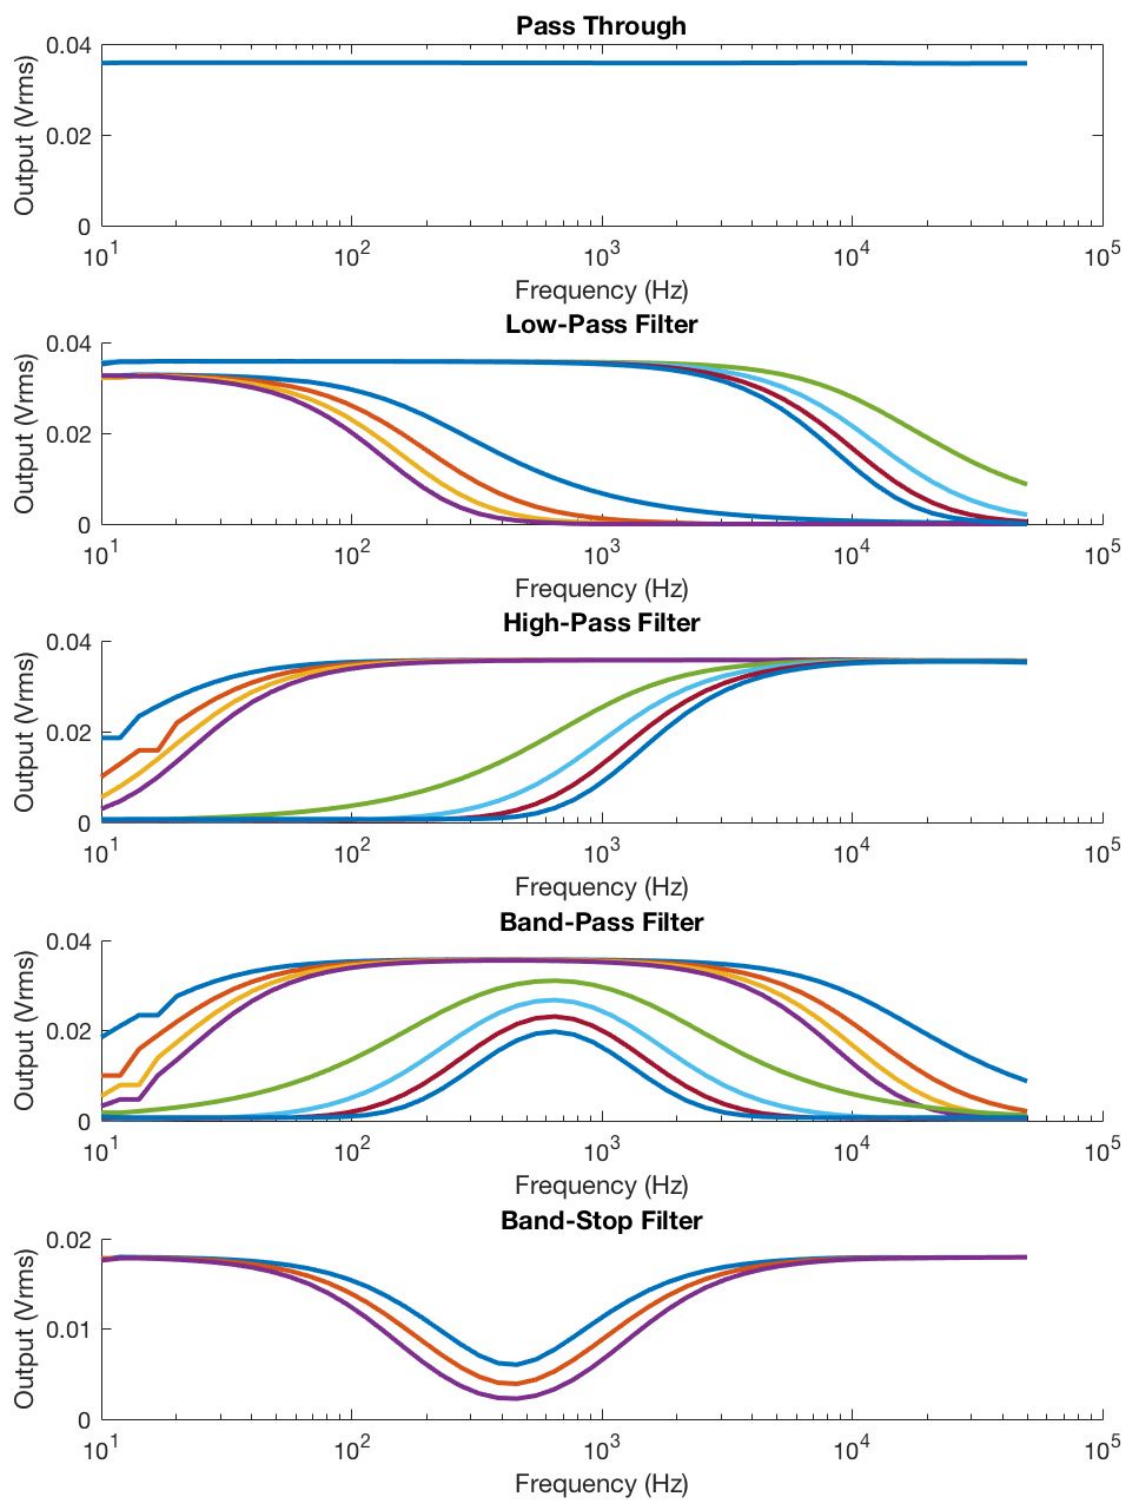 Pass Through
0.04
0.02
0
Output (Vrms)
10^1 10^2 10^3 10^4 10^5
Frequency (Hz)
Low-Pass Filter
0.04
0.02
0
Output (Vrms)
10^1 10^2 10^3 10^4 10^5
Frequency (Hz)
High-Pass Filter
0.04
0.02
0
Output (Vrms)
10^1 10^2 10^3 10^4 10^5
Frequency (Hz)
Band-Pass Filter
0.04
0.02
0
Output (Vrms)
10^1 10^2 10^3 10^4 10^5
Frequency (Hz)
Band-Stop Filter
0.02
0.01
0
Output (Vrms)
10^1 10^2 10^3 10^4 10^5
Frequency (Hz)